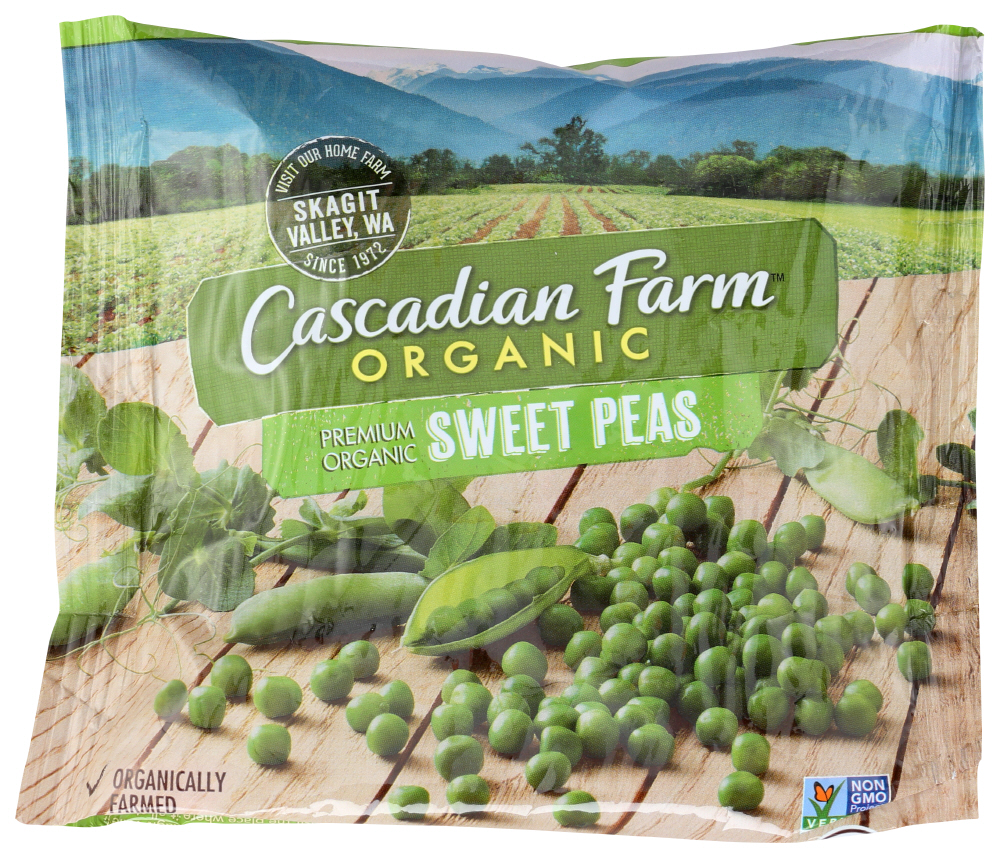 VISIT OUR HOME FARM
SKAGIT
VALLEY, WA
SINCE 1972
Cascadian Farm™
ORGANIC
PREMIUM
ORGANIC
SWEET PEAS
✓ ORGANICALLY
FARMED
NON
GMO